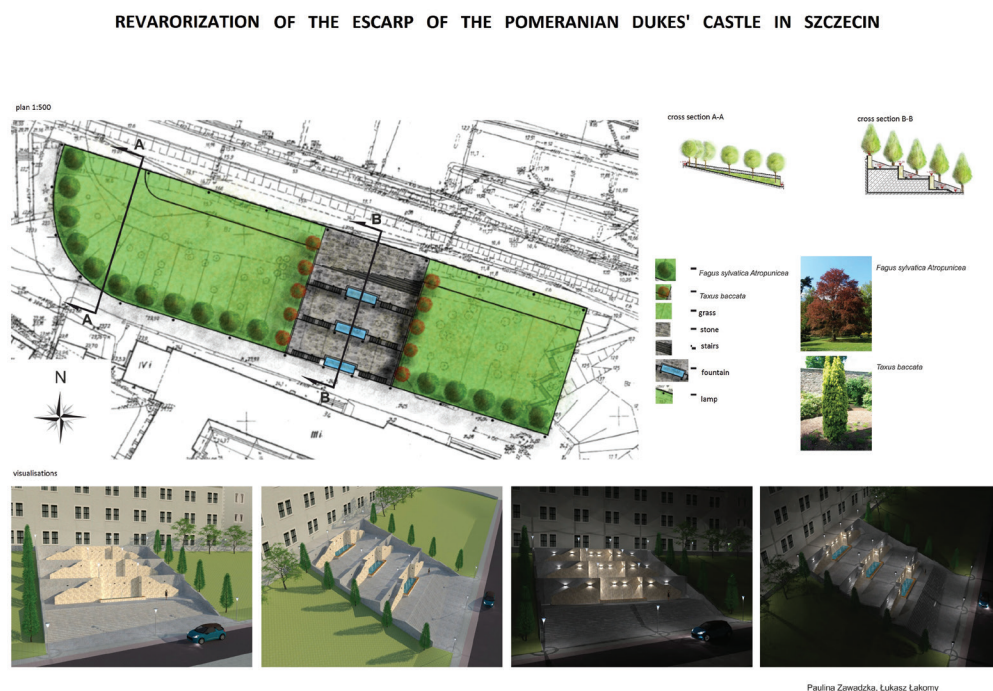 REVARORIZATION OF THE ESCARP OF THE POMERANIAN DUKES' CASTLE IN SZCZECIN
plan 1:500
cross section A-A
cross section B-B
A
B
A
B
IVi
mi
N
Fagus sylvatica Atropunicea
Taxus baccata
grass
stone
stairs
fountain
lamp
Fagus sylvatica Atropunicea
Taxus baccata
visualisations
Paulina Zawadzka, Łukasz Łakomy